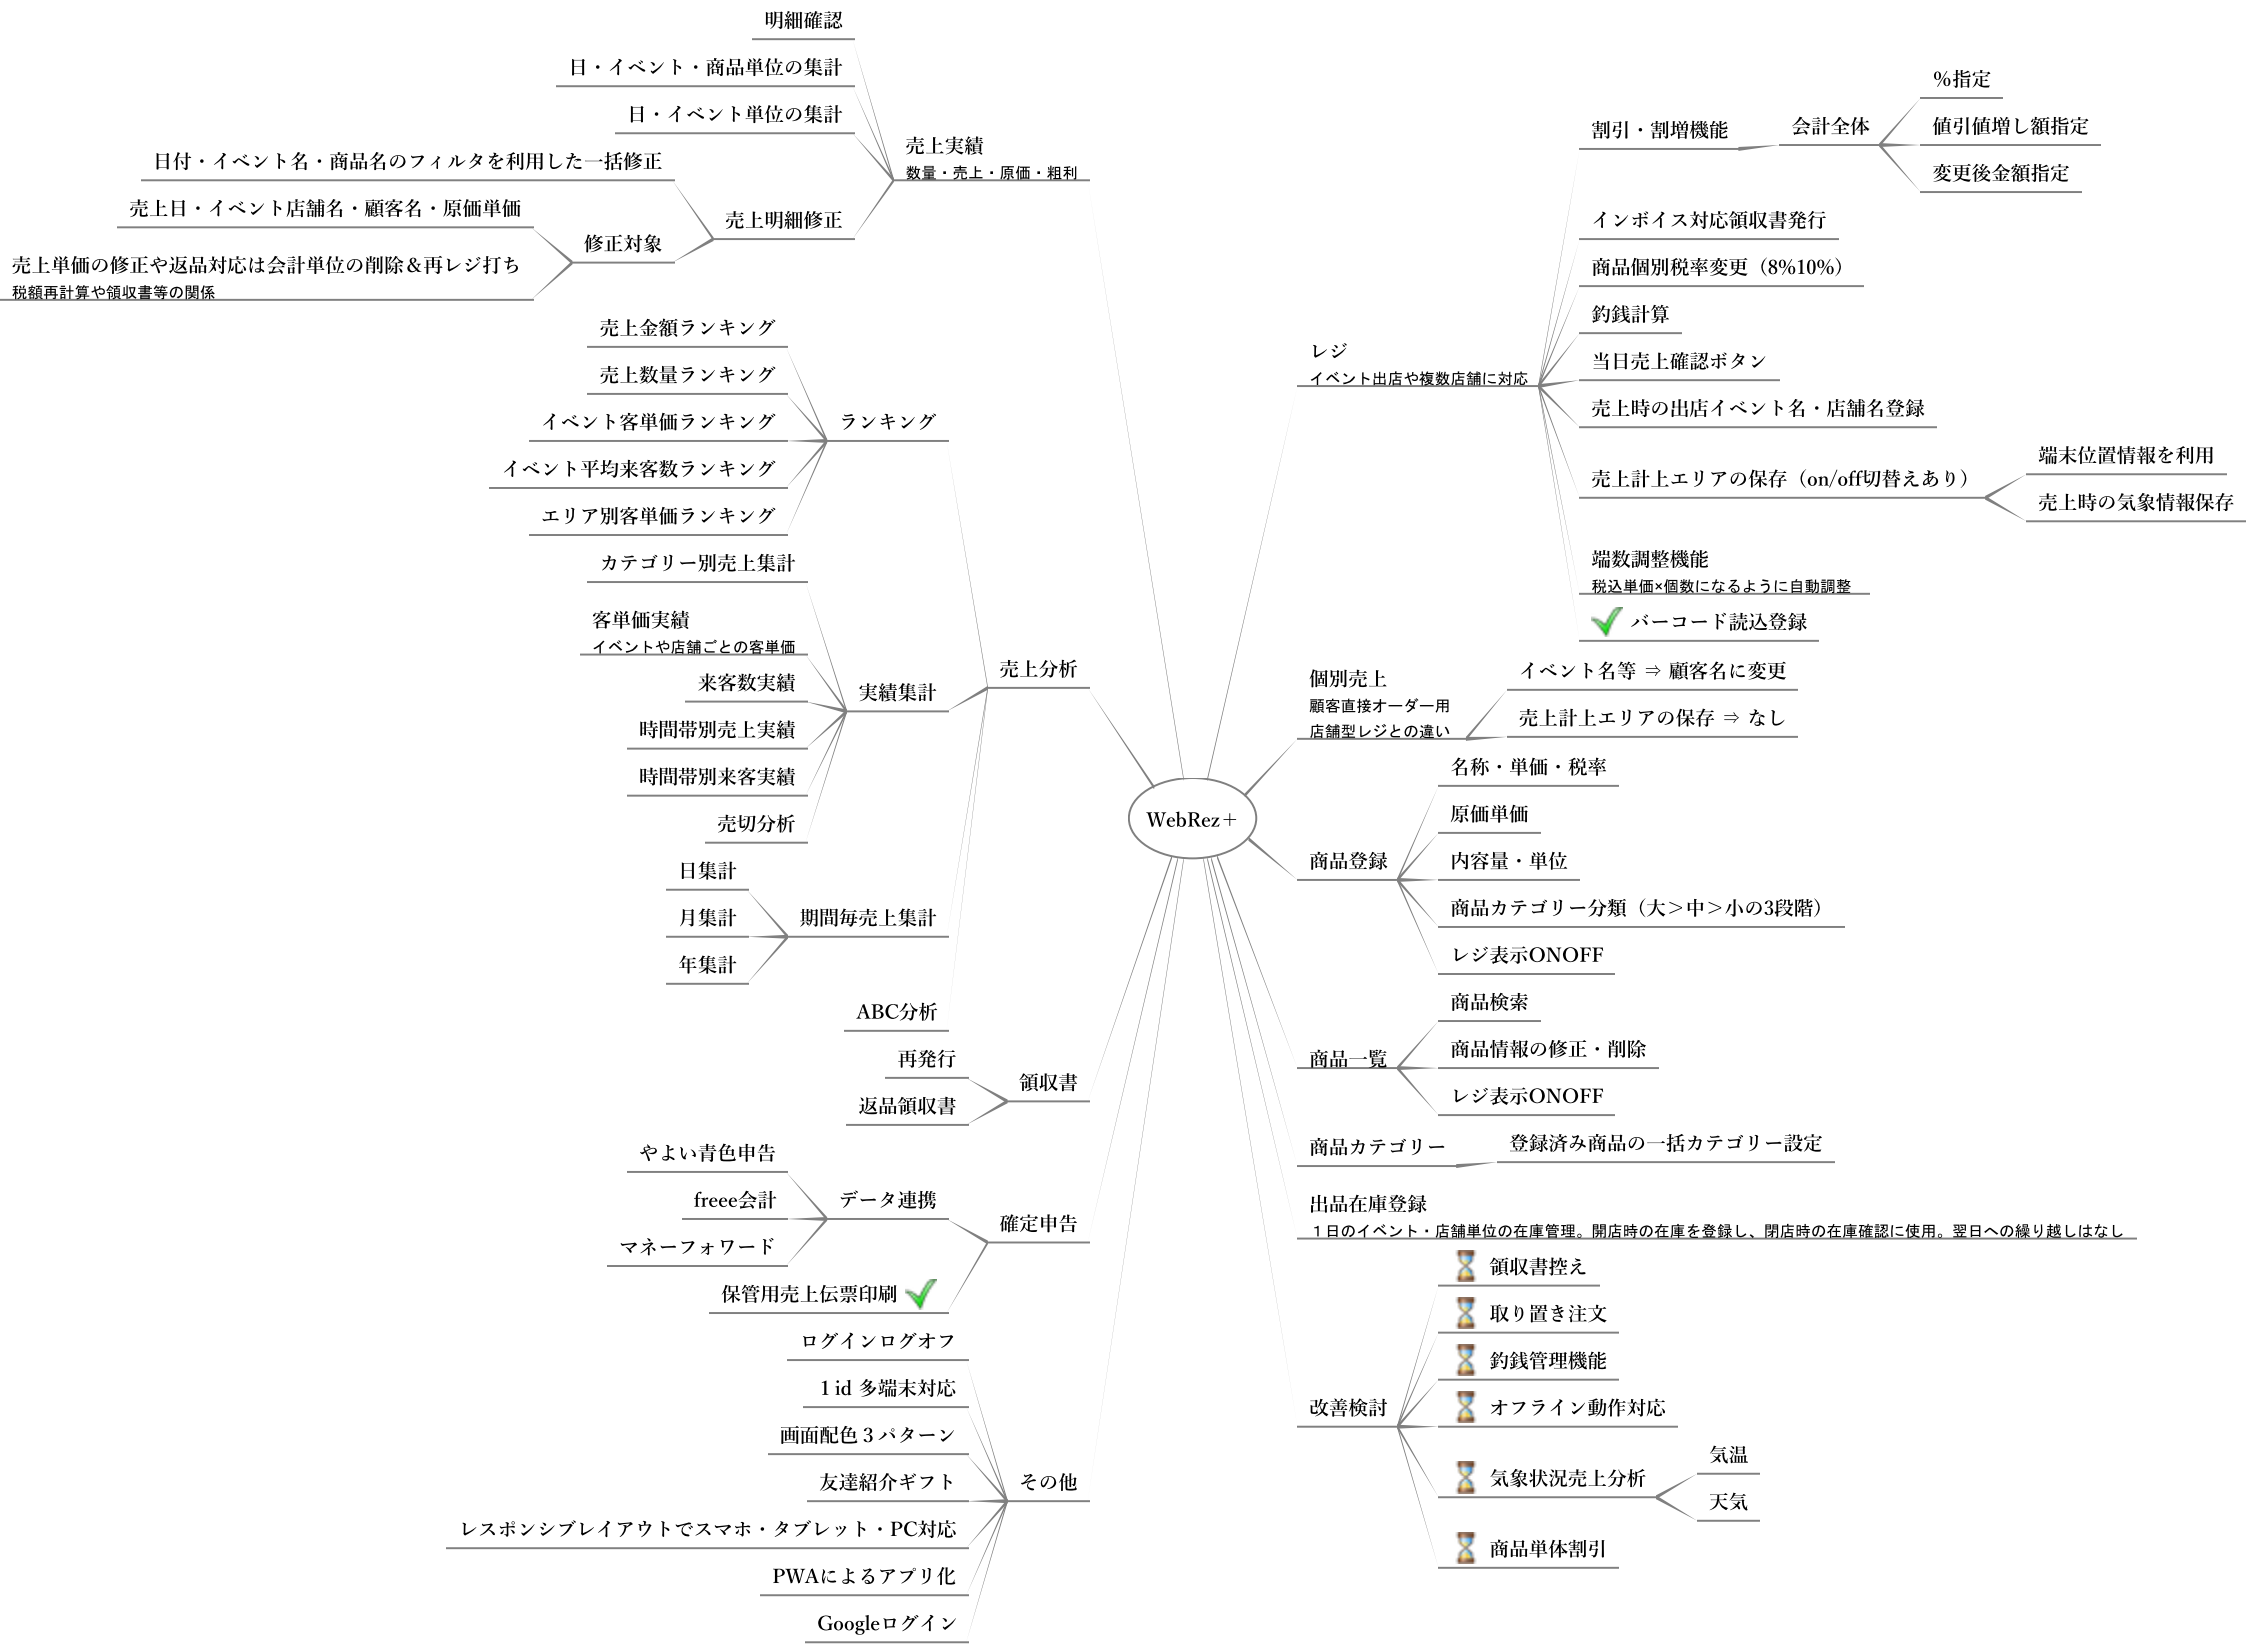 WebRez＋
レジ
イベント出店や複数店舗に対応
割引・割増機能
会計全体
％指定
値引値増し額指定
変更後金額指定
インボイス対応領収書発行
商品個別税率変更（8%10%）
釣銭計算
当日売上確認ボタン
売上時の出店イベント名・店舗名登録
売上計上エリアの保存（on/off切替えあり）
端末位置情報を利用
売上時の気象情報保存
端数調整機能
税込単価×個数になるように自動調整
バーコード読込登録
個別売上
顧客直接オーダー用
店舗型レジとの違い
イベント名等 ⇒ 顧客名に変更
売上計上エリアの保存 ⇒ なし
商品登録
名称・単価・税率
原価単価
内容量・単位
商品カテゴリー分類（大＞中＞小の3段階）
レジ表示ONOFF
商品一覧
商品検索
商品情報の修正・削除
レジ表示ONOFF
商品カテゴリー
登録済み商品の一括カテゴリー設定
出品在庫登録
１日のイベント・店舗単位の在庫管理。開店時の在庫を登録し、閉店時の在庫確認に使用。翌日への繰り越しはなし
改善検討
領収書控え
取り置き注文
釣銭管理機能
オフライン動作対応
気象状況売上分析
気温
天気
商品単体割引
売上実績
数量・売上・原価・粗利
明細確認
日・イベント・商品単位の集計
日・イベント単位の集計
売上明細修正
日付・イベント名・商品名のフィルタを利用した一括修正
修正対象
売上日・イベント店舗名・顧客名・原価単価
売上単価の修正や返品対応は会計単位の削除＆再レジ打ち
税額再計算や領収書等の関係
売上分析
ランキング
売上金額ランキング
売上数量ランキング
イベント客単価ランキング
イベント平均来客数ランキング
エリア別客単価ランキング
実績集計
カテゴリー別売上集計
客単価実績
イベントや店舗ごとの客単価
来客数実績
時間帯別売上実績
時間帯別来客実績
売切分析
期間毎売上集計
日集計
月集計
年集計
ABC分析
領収書
再発行
返品領収書
確定申告
データ連携
やよい青色申告
freee会計
マネーフォワード
保管用売上伝票印刷
その他
ログインログオフ
１id 多端末対応
画面配色３パターン
友達紹介ギフト
レスポンシブレイアウトでスマホ・タブレット・PC対応
PWAによるアプリ化
Googleログイン